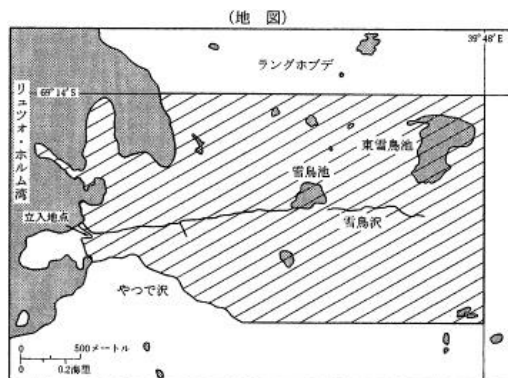 (地 図)
39°48′E
ラングホブデ
69°14′S
リュツォ・ホルム湾
東雪鳥池
雪鳥池
立入地点
雪鳥沢
やつで沢
0 500メートル
0 0.2海里